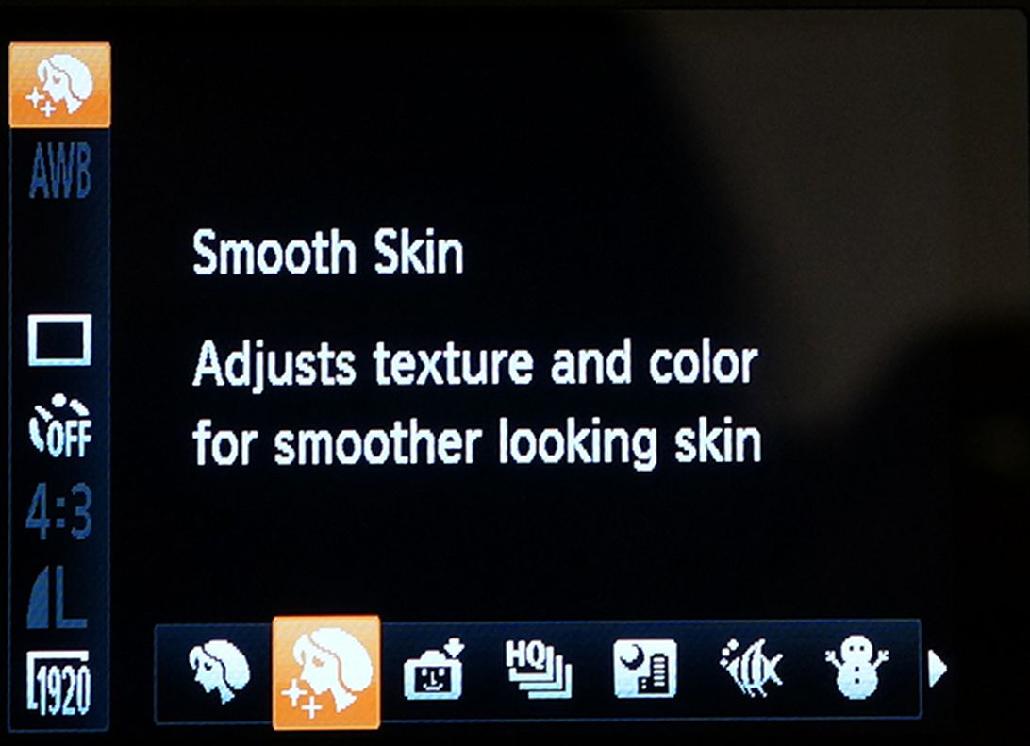 AWB
Smooth Skin
Adjusts texture and color
for smoother looking skin
OFF
4:3
L
1920
HQ